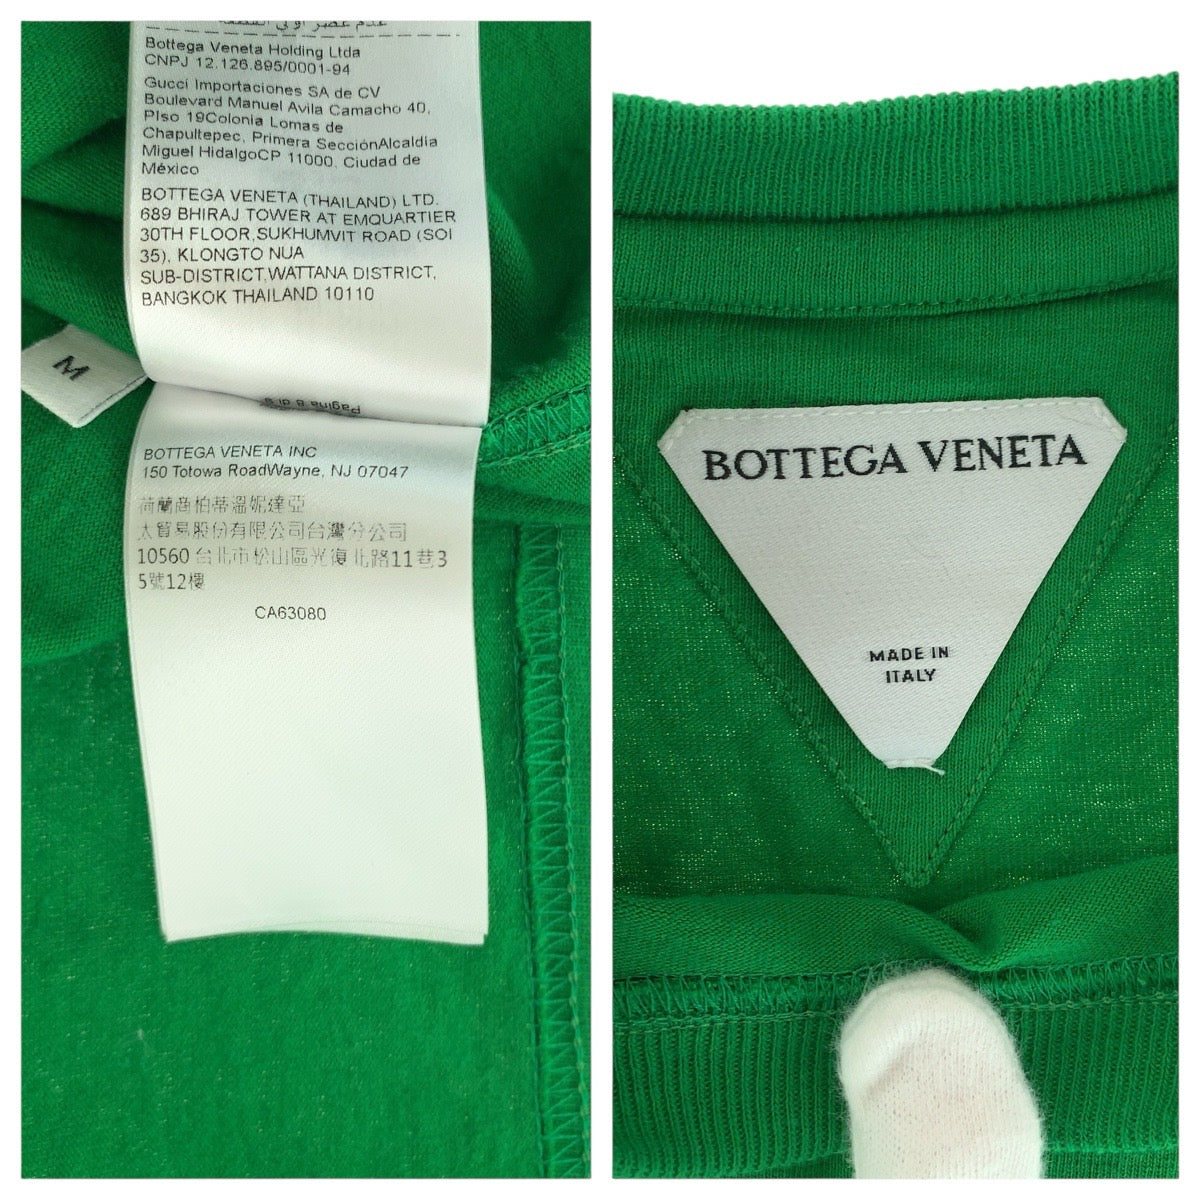 Bottega Veneta Holding Ltda
CNPJ 12.126.895/0001-94
Gucci Importaciones SA de CV
Boulevard Manuel Avila Camacho 40,
PIso 19Colonia Lomas de
Chapultepec, Primera SecciónAlcaldía
Miguel HidalgoCP 11000, Ciudad de
México
BOTTEGA VENETA (THAILAND) LTD.
689 BHIRAJ TOWER AT EMQUARTIER
30TH FLOOR,SUKHUMVIT ROAD (SOI
35), KLONGTO NUA
SUB-DISTRICT,WATTANA DISTRICT,
BANGKOK THAILAND 10110
M
Pagina 8 di 9
BOTTEGA VENETA INC
150 Totowa RoadWayne, NJ 07047
荷蘭商柏蒂溫妮達亞
太貿易股份有限公司台灣分公司
10560 台北市松山區光復北路11巷3
5號12樓
CA63080
BOTTEGA VENETA
MADE IN
ITALY